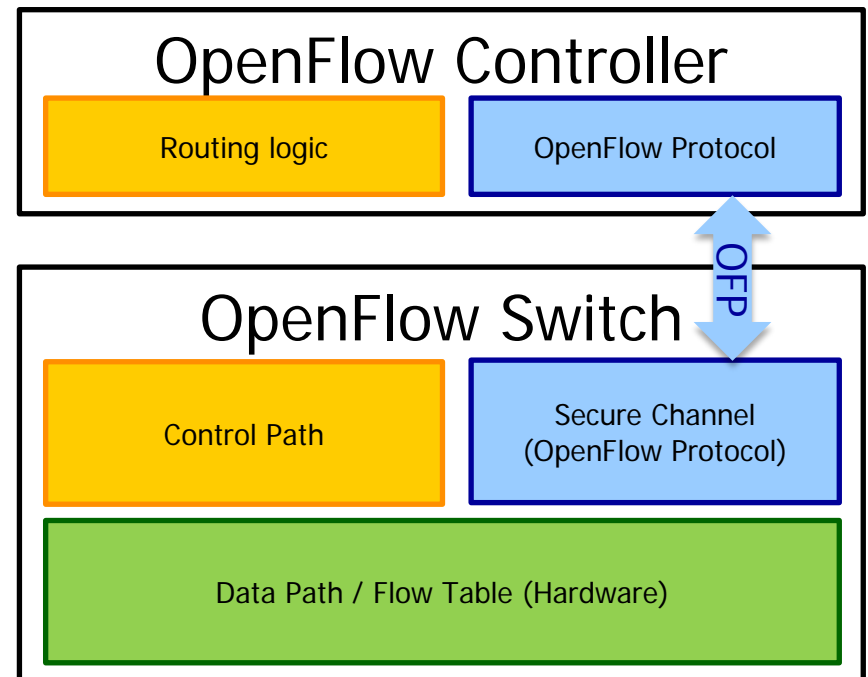 OpenFlow Controller
Routing logic
OpenFlow Protocol
OFP
OpenFlow Switch
Control Path
Secure Channel
(OpenFlow Protocol)
Data Path / Flow Table (Hardware)